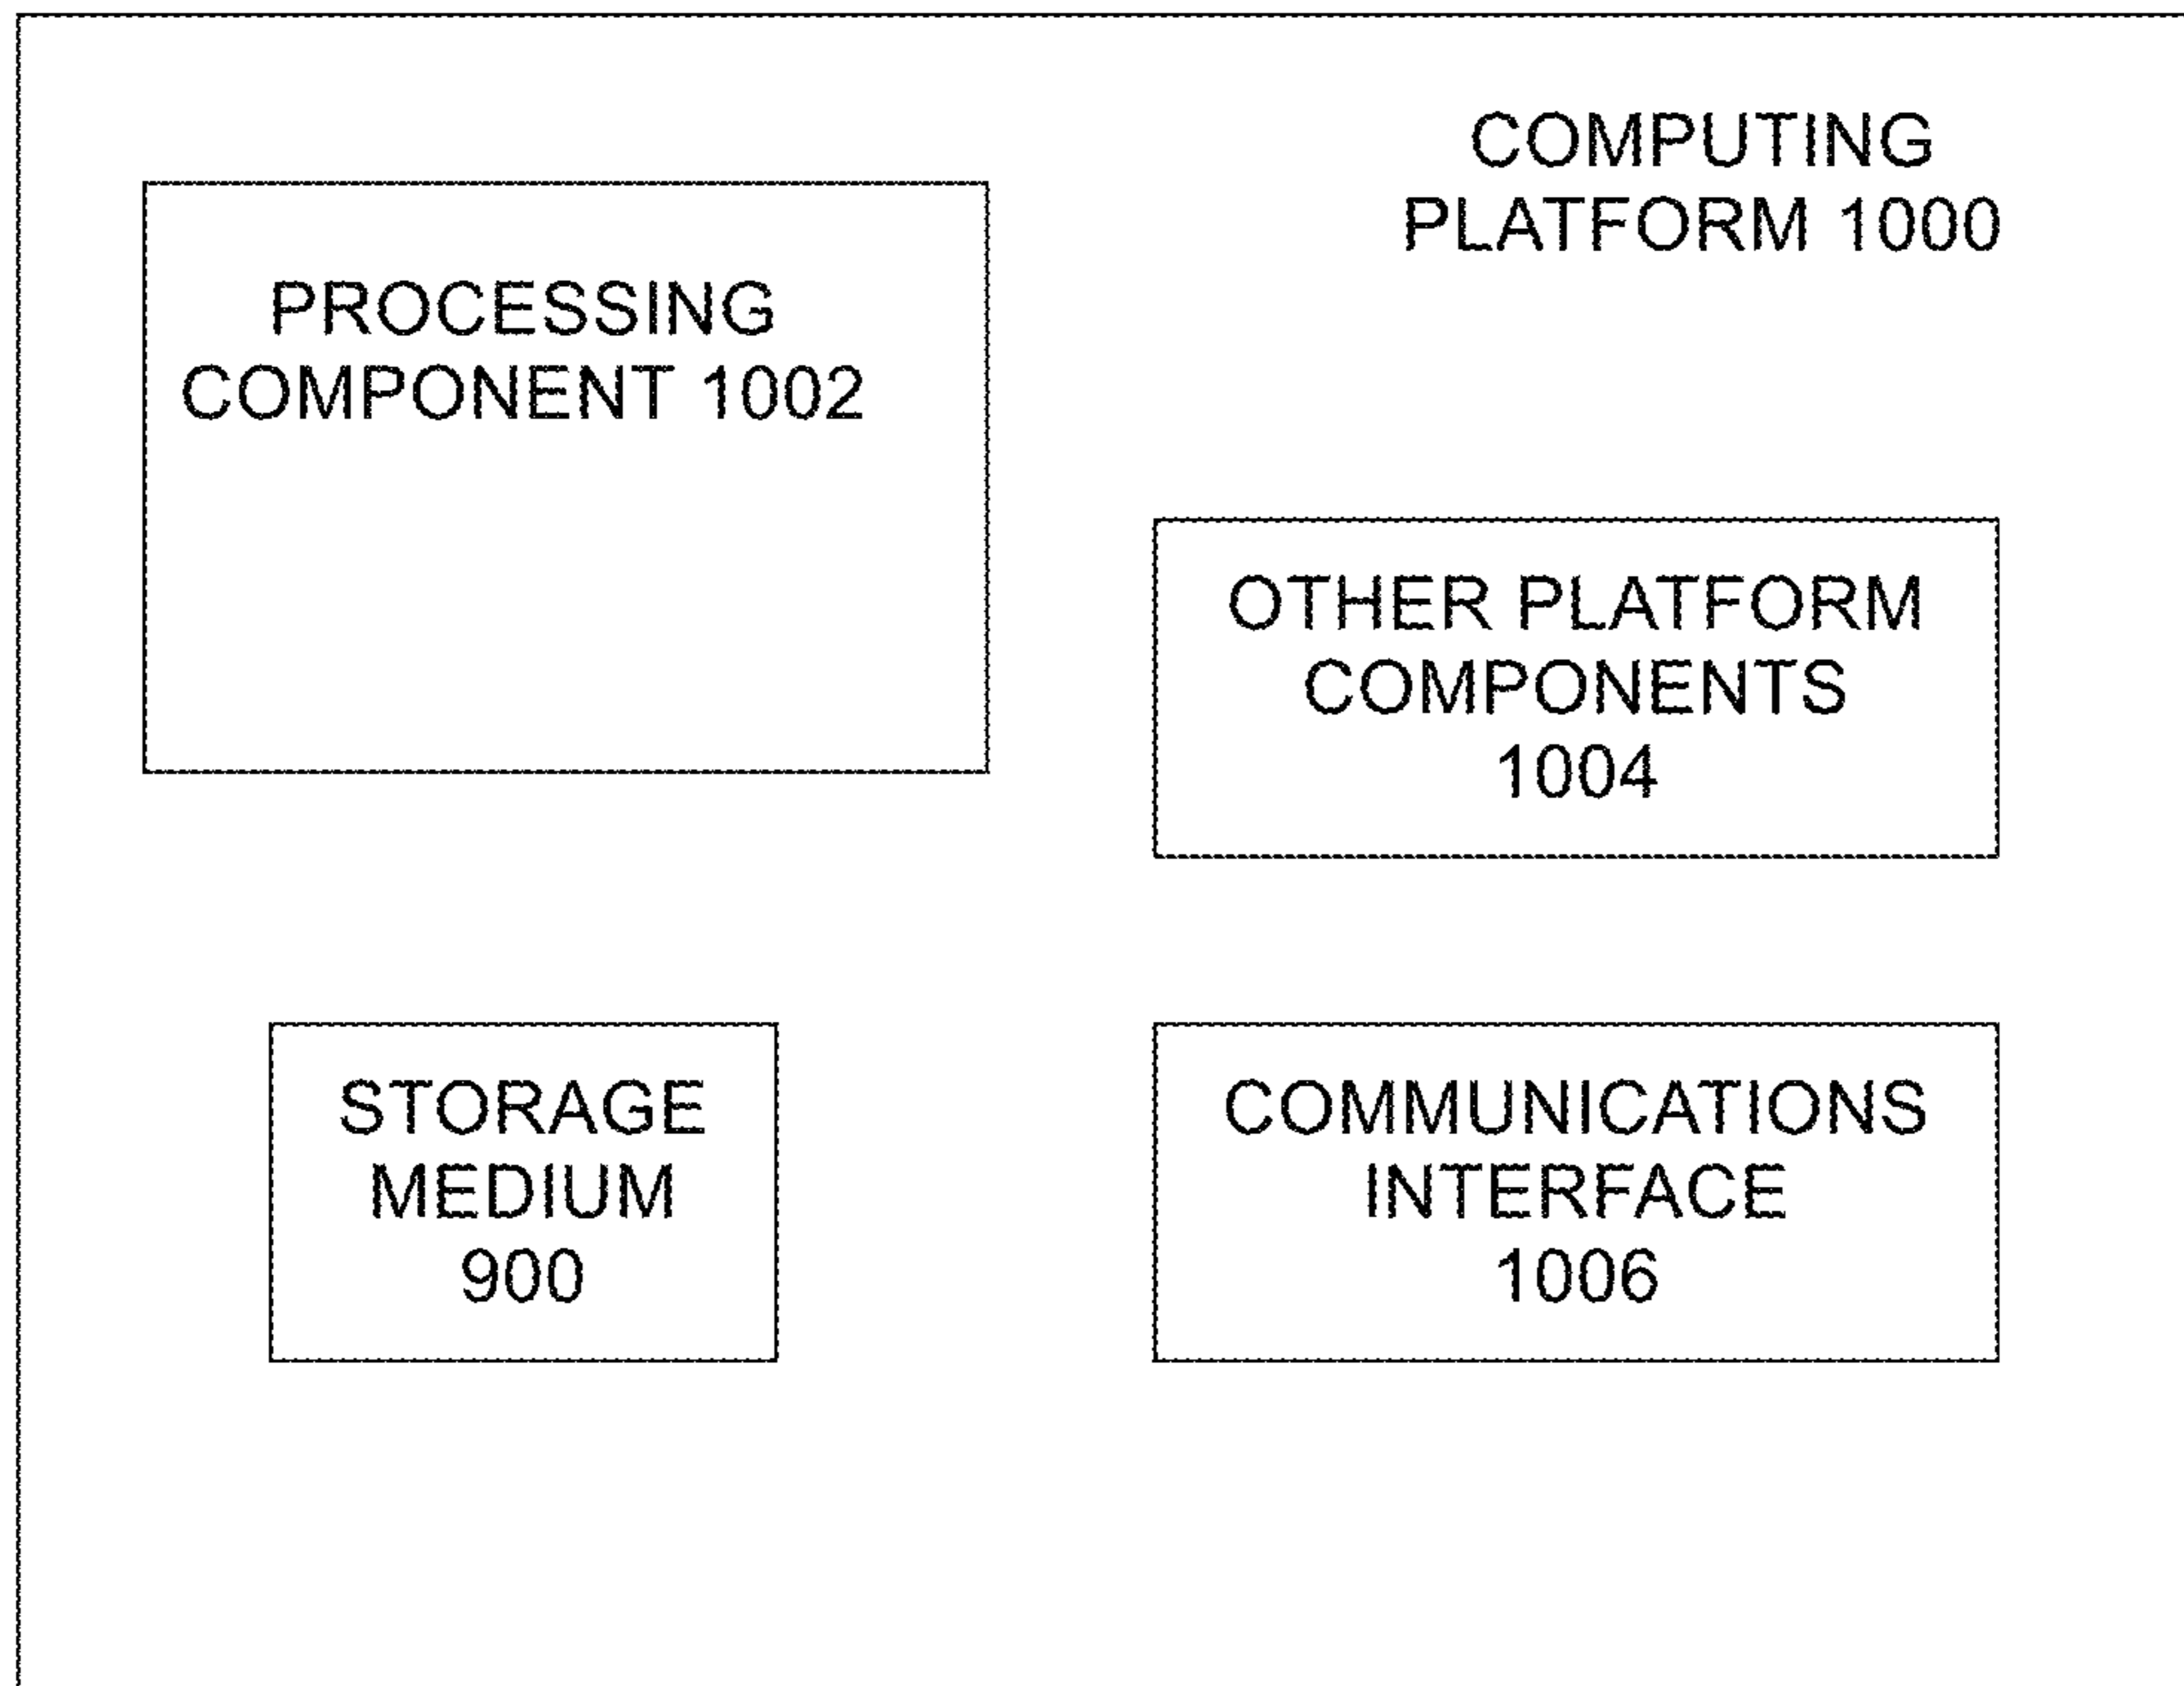 COMPUTING
PLATFORM 1000
PROCESSING
COMPONENT 1002
OTHER PLATFORM
COMPONENTS
1004
STORAGE
MEDIUM
900
COMMUNICATIONS
INTERFACE
1006